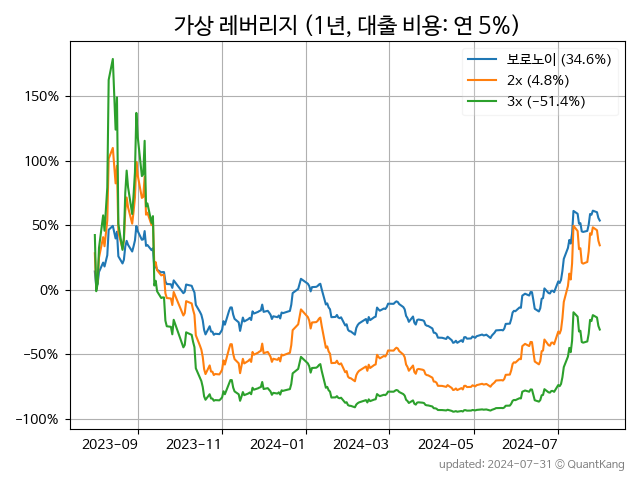 가상 레버리지 (1년, 대출 비용: 연 5%)
보로노이 (34.6%)
2x (4.8%)
3x (−51.4%)
150%
100%
50%
0%
−50%
−100%
2023-09
2023-11
2024-01
2024-03
2024-05
2024-07
updated: 2024-07-31 © QuantKang